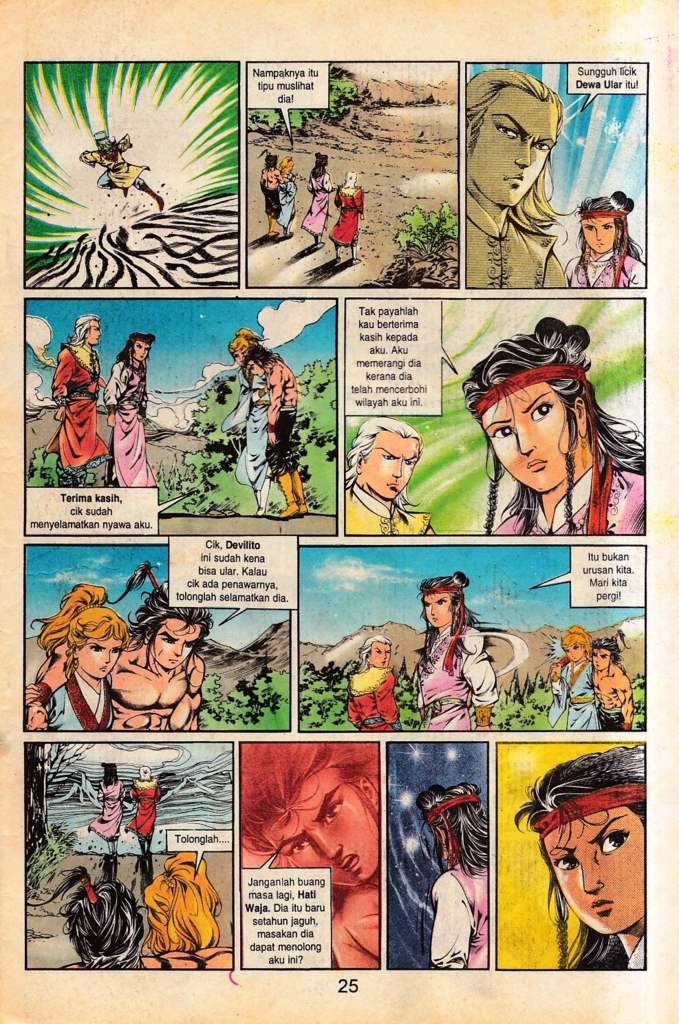 Nampaknya itu
tipu muslihat
dia!
Sungguh licik
Dewa Ular itu!
Terima kasih,
cik sudah
menyelamatkan nyawa aku.
Tak payahlah
kau berterima
kasih kepada
aku. Aku
memerangi dia
kerana dia
telah mencerbohi
wilayah aku ini.
Cik, Devilito
ini sudah kena
bisa ular. Kalau
cik ada penawarnya,
tolonglah selamatkan dia.
Itu bukan
urusan kita.
Mari kita
pergi!
Tolonglah....
Janganlah buang
masa lagi, Hati
Waja. Dia itu baru
setahun jaguh,
masakan dia
dapat menolong
aku ini?
25